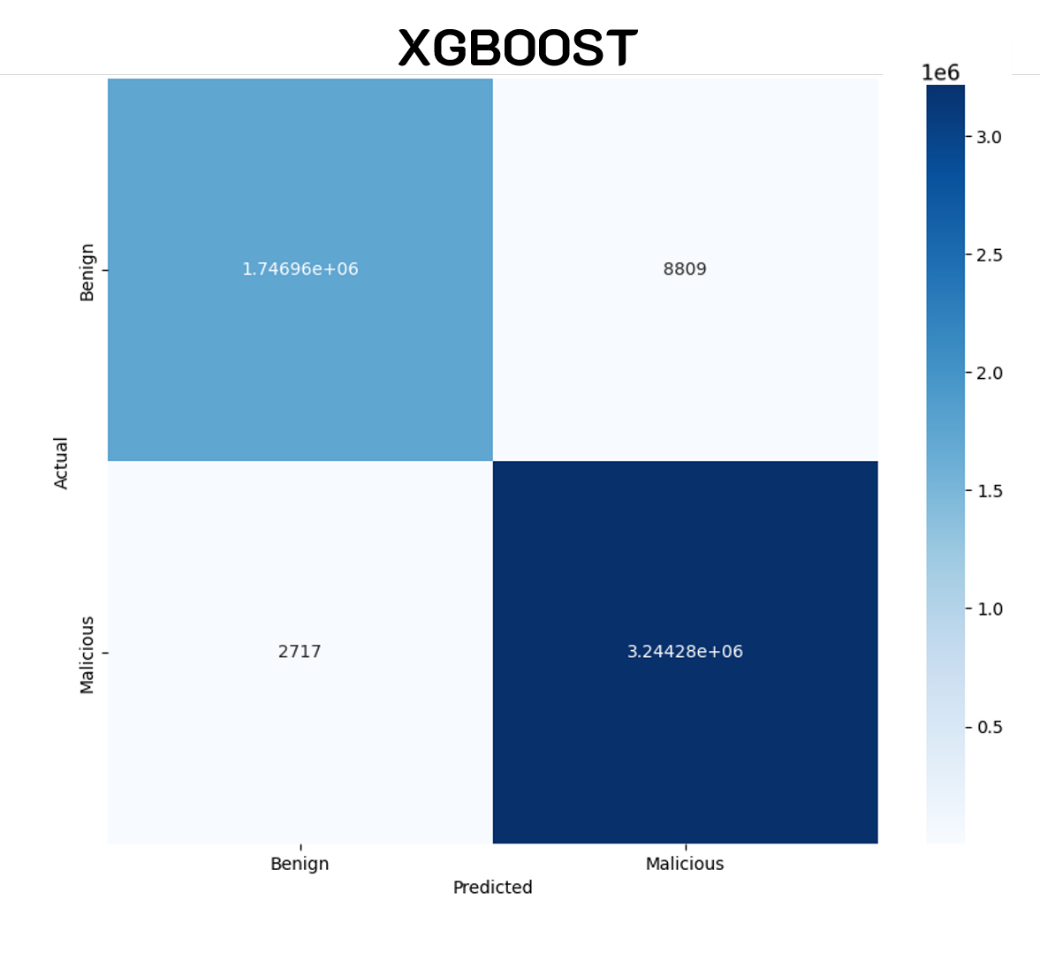 XGBOOST
1e6
Benign
1.74696e+06
8809
3.0
2.5
2.0
Actual
1.5
Malicious
2717
3.24428e+06
1.0
0.5
Benign
Malicious
Predicted